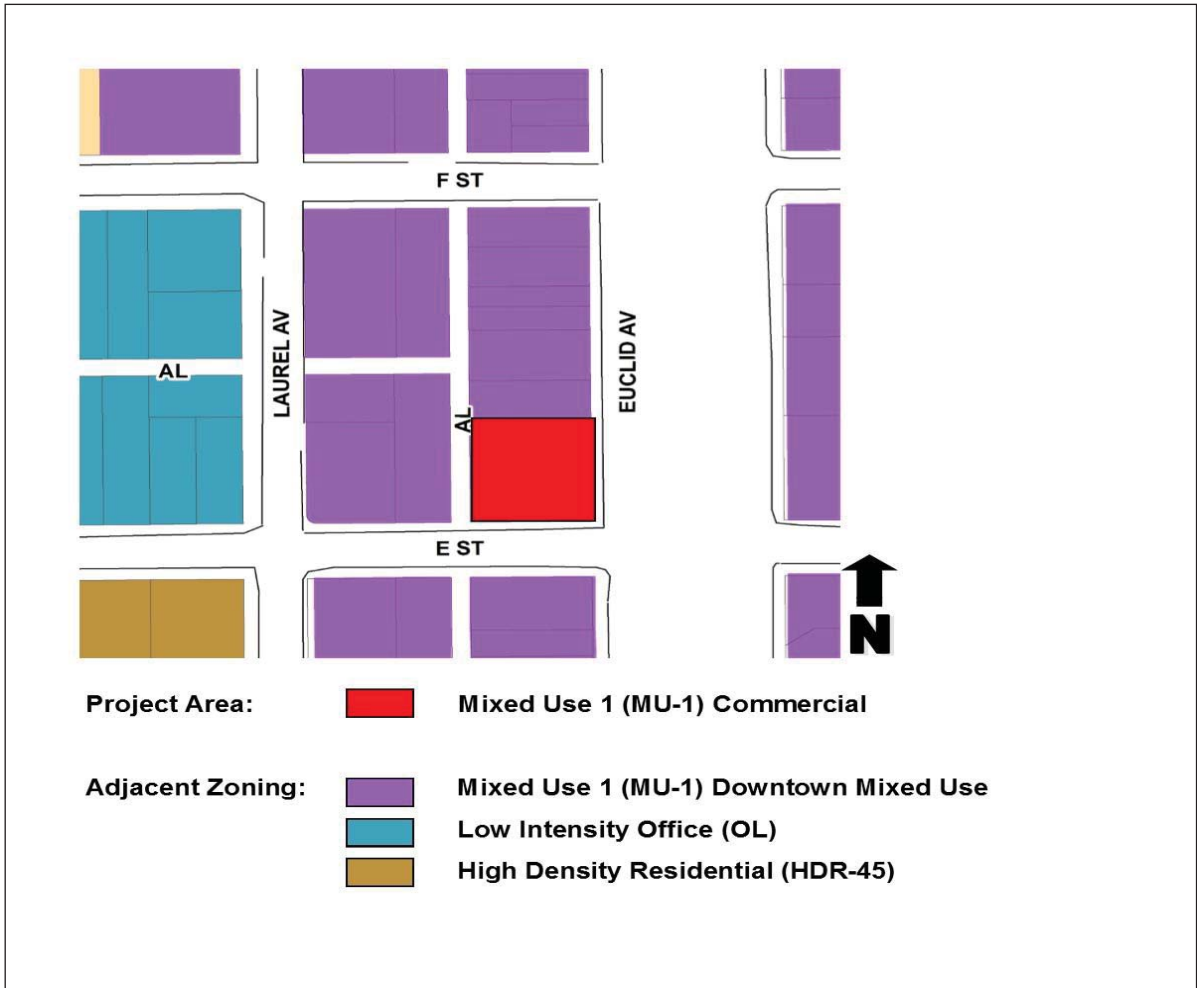 F ST
AL
LAUREL AV
EUCLID AV
AL
E ST
N
Project Area: Mixed Use 1 (MU-1) Commercial
Adjacent Zoning: Mixed Use 1 (MU-1) Downtown Mixed Use
Low Intensity Office (OL)
High Density Residential (HDR-45)